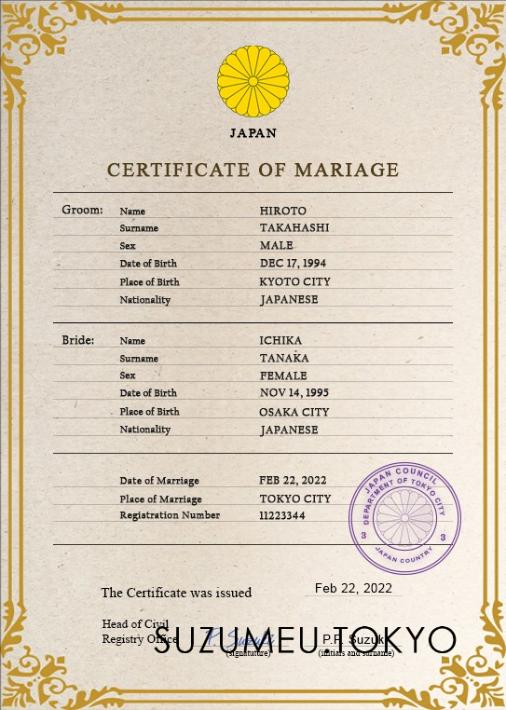 JAPAN
CERTIFICATE OF MARIAGE
Groom: Name HIROTO
Surname TAKAHASHI
Sex MALE
Date of Birth DEC 17, 1994
Place of Birth KYOTO CITY
Nationality JAPANESE
Bride: Name ICHIKA
Surname TANAKA
Sex FEMALE
Date of Birth NOV 14, 1995
Place of Birth OSAKA CITY
Nationality JAPANESE
Date of Marriage FEB 22, 2022
Place of Marriage TOKYO CITY
Registration Number 11223344
JAPAN COUNCIL
DEPARTMENT OF TOKYO CITY
3 3
JAPAN COUNTRY
The Certificate was issued Feb 22, 2022
Head of Civil
Registry Office P. Suzuki P.P. Suzuki
(signature) (initials and surname)
SUZUMEU.TOKYO